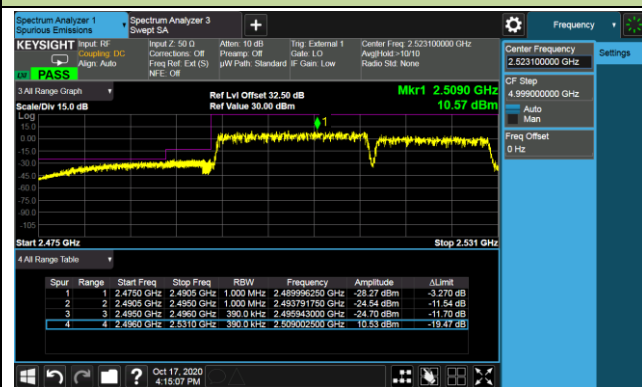 Spectrum Analyzer 1
Spurious Emissions
Spectrum Analyzer 3
Swept SA
Frequency
KEYSIGHT
Input: RF
Coupling: DC
Align: Auto
Input Z: 50 Ω
Corrections: Off
Freq Ref: Ext (S)
NFE: Off
Atten: 10 dB
Preamp: Off
µW Path: Standard
Trig: External 1
Gate: LO
IF Gain: Low
Center Freq: 2.523100000 GHz
Avg|Hold:>10/10
Radio Std: None
PASS
Center Frequency
2.523100000 GHz
Settings
CF Step
4.999000000 GHz
Auto
Man
Freq Offset
0 Hz
3 All Range Graph
Scale/Div 15.0 dB
Ref Lvl Offset 32.50 dB
Ref Value 30.00 dBm
Mkr1 2.5090 GHz
10.57 dBm
Log
15.0
0.00
-15.0
-30.0
-45.0
-60.0
-75.0
-90.0
-105
1
Start 2.475 GHz
Stop 2.531 GHz
4 All Range Table
Spur Range Start Freq Stop Freq RBW Frequency Amplitude ΔLimit
1 1 2.4750 GHz 2.4905 GHz 1.000 MHz 2.489996250 GHz -28.27 dBm -3.270 dB
2 2 2.4905 GHz 2.4950 GHz 1.000 MHz 2.493791750 GHz -24.54 dBm -11.54 dB
3 3 2.4950 GHz 2.4960 GHz 390.0 kHz 2.495943000 GHz -24.70 dBm -11.70 dB
4 4 2.4960 GHz 2.5310 GHz 390.0 kHz 2.509002500 GHz 10.53 dBm -19.47 dB
Oct 17, 2020
4:15:07 PM